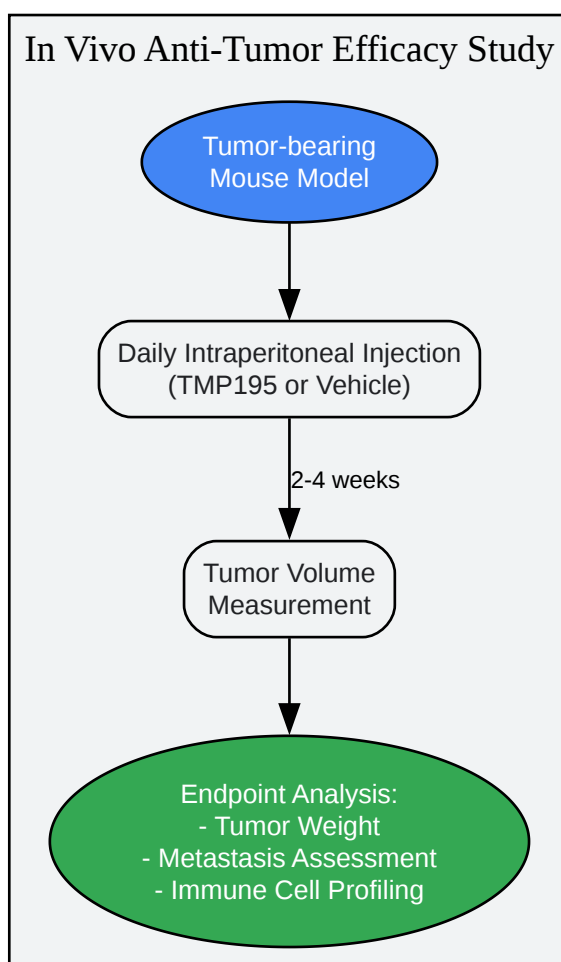 In Vivo Anti-Tumor Efficacy Study
Tumor-bearing
Mouse Model
Daily Intraperitoneal Injection
(TMP195 or Vehicle)
2-4 weeks
Tumor Volume
Measurement
Endpoint Analysis:
- Tumor Weight
- Metastasis Assessment
- Immune Cell Profiling